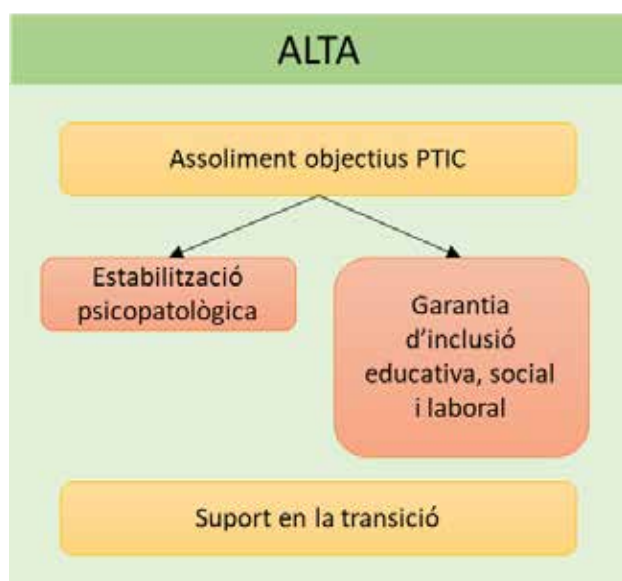 ALTA
Assoliment objectius PTIC
Estabilització
psicopatològica
Garantia
d’inclusió
educativa, social
i laboral
Suport en la transició